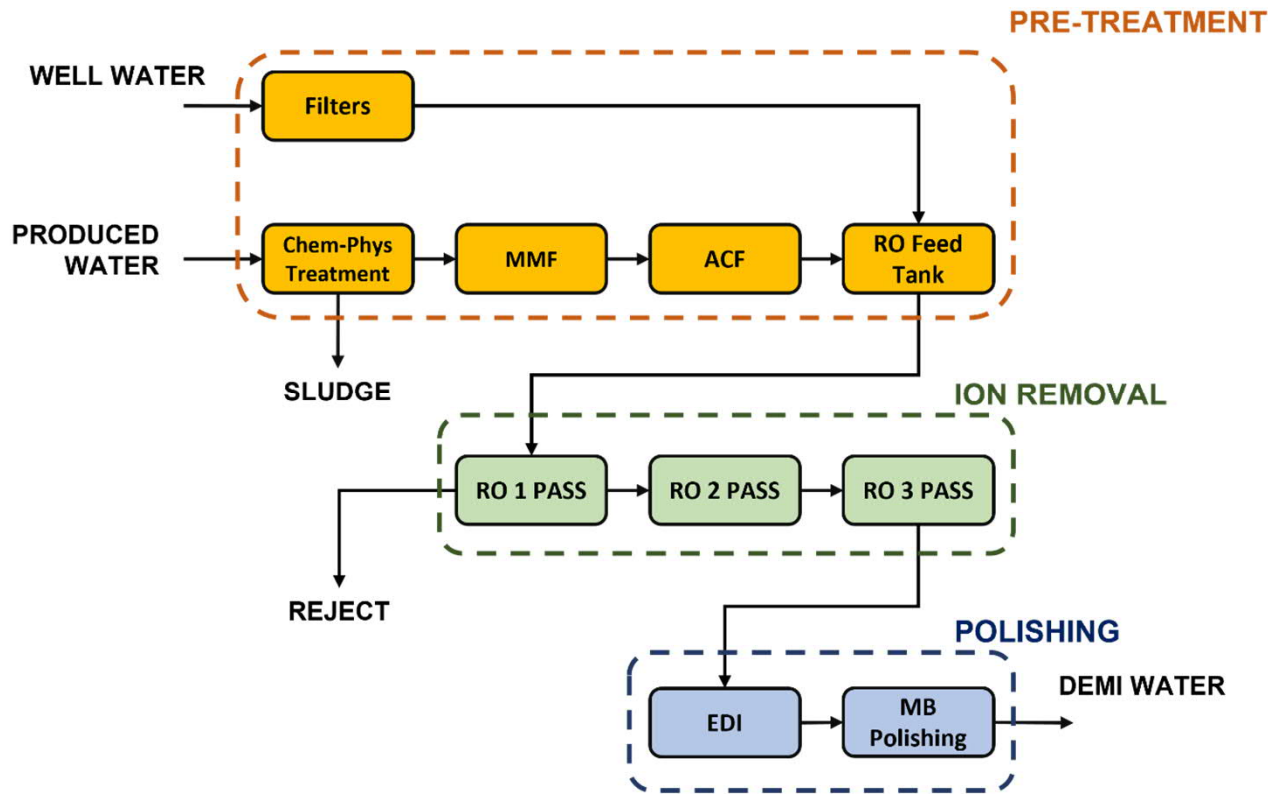 PRE-TREATMENT
WELL WATER
Filters
PRODUCED
WATER
Chem-Phys
Treatment
MMF
ACF
RO Feed
Tank
SLUDGE
ION REMOVAL
RO 1 PASS
RO 2 PASS
RO 3 PASS
REJECT
POLISHING
EDI
MB
Polishing
DEMI WATER